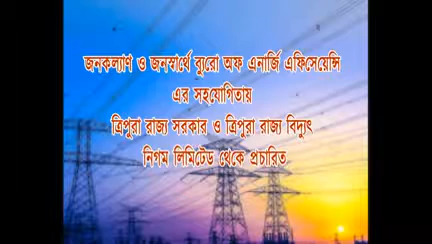 জনকল্যাণ ও জনস্বার্থে ব্যুরো অফ এনার্জি এফিসেয়েন্সি
এর সহযোগিতায়
ত্রিপুরা রাজ্য সরকার ও ত্রিপুরা রাজ্য বিদ্যুৎ
নিগম লিমিটেড থেকে প্রচারিত